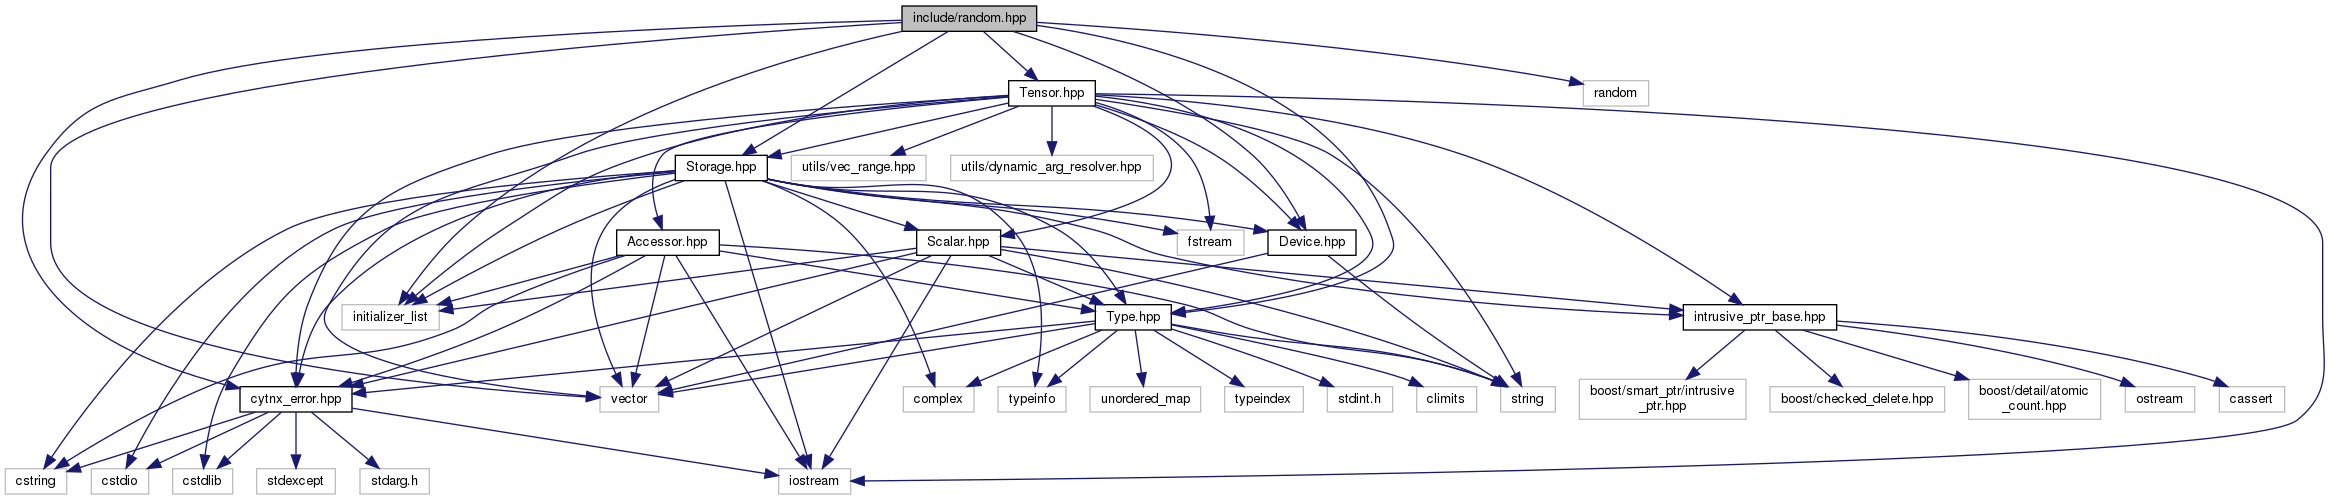 include/random.hpp
Tensor.hpp
random
Storage.hpp
utils/vec_range.hpp
utils/dynamic_arg_resolver.hpp
Accessor.hpp
Scalar.hpp
fstream
Device.hpp
initializer_list
Type.hpp
intrusive_ptr_base.hpp
cytnx_error.hpp
vector
complex
typeinfo
unordered_map
typeindex
stdint.h
climits
string
boost/smart_ptr/intrusive
_ptr.hpp
boost/checked_delete.hpp
boost/detail/atomic
_count.hpp
ostream
cassert
cstring
cstdio
cstdlib
stdexcept
stdarg.h
iostream